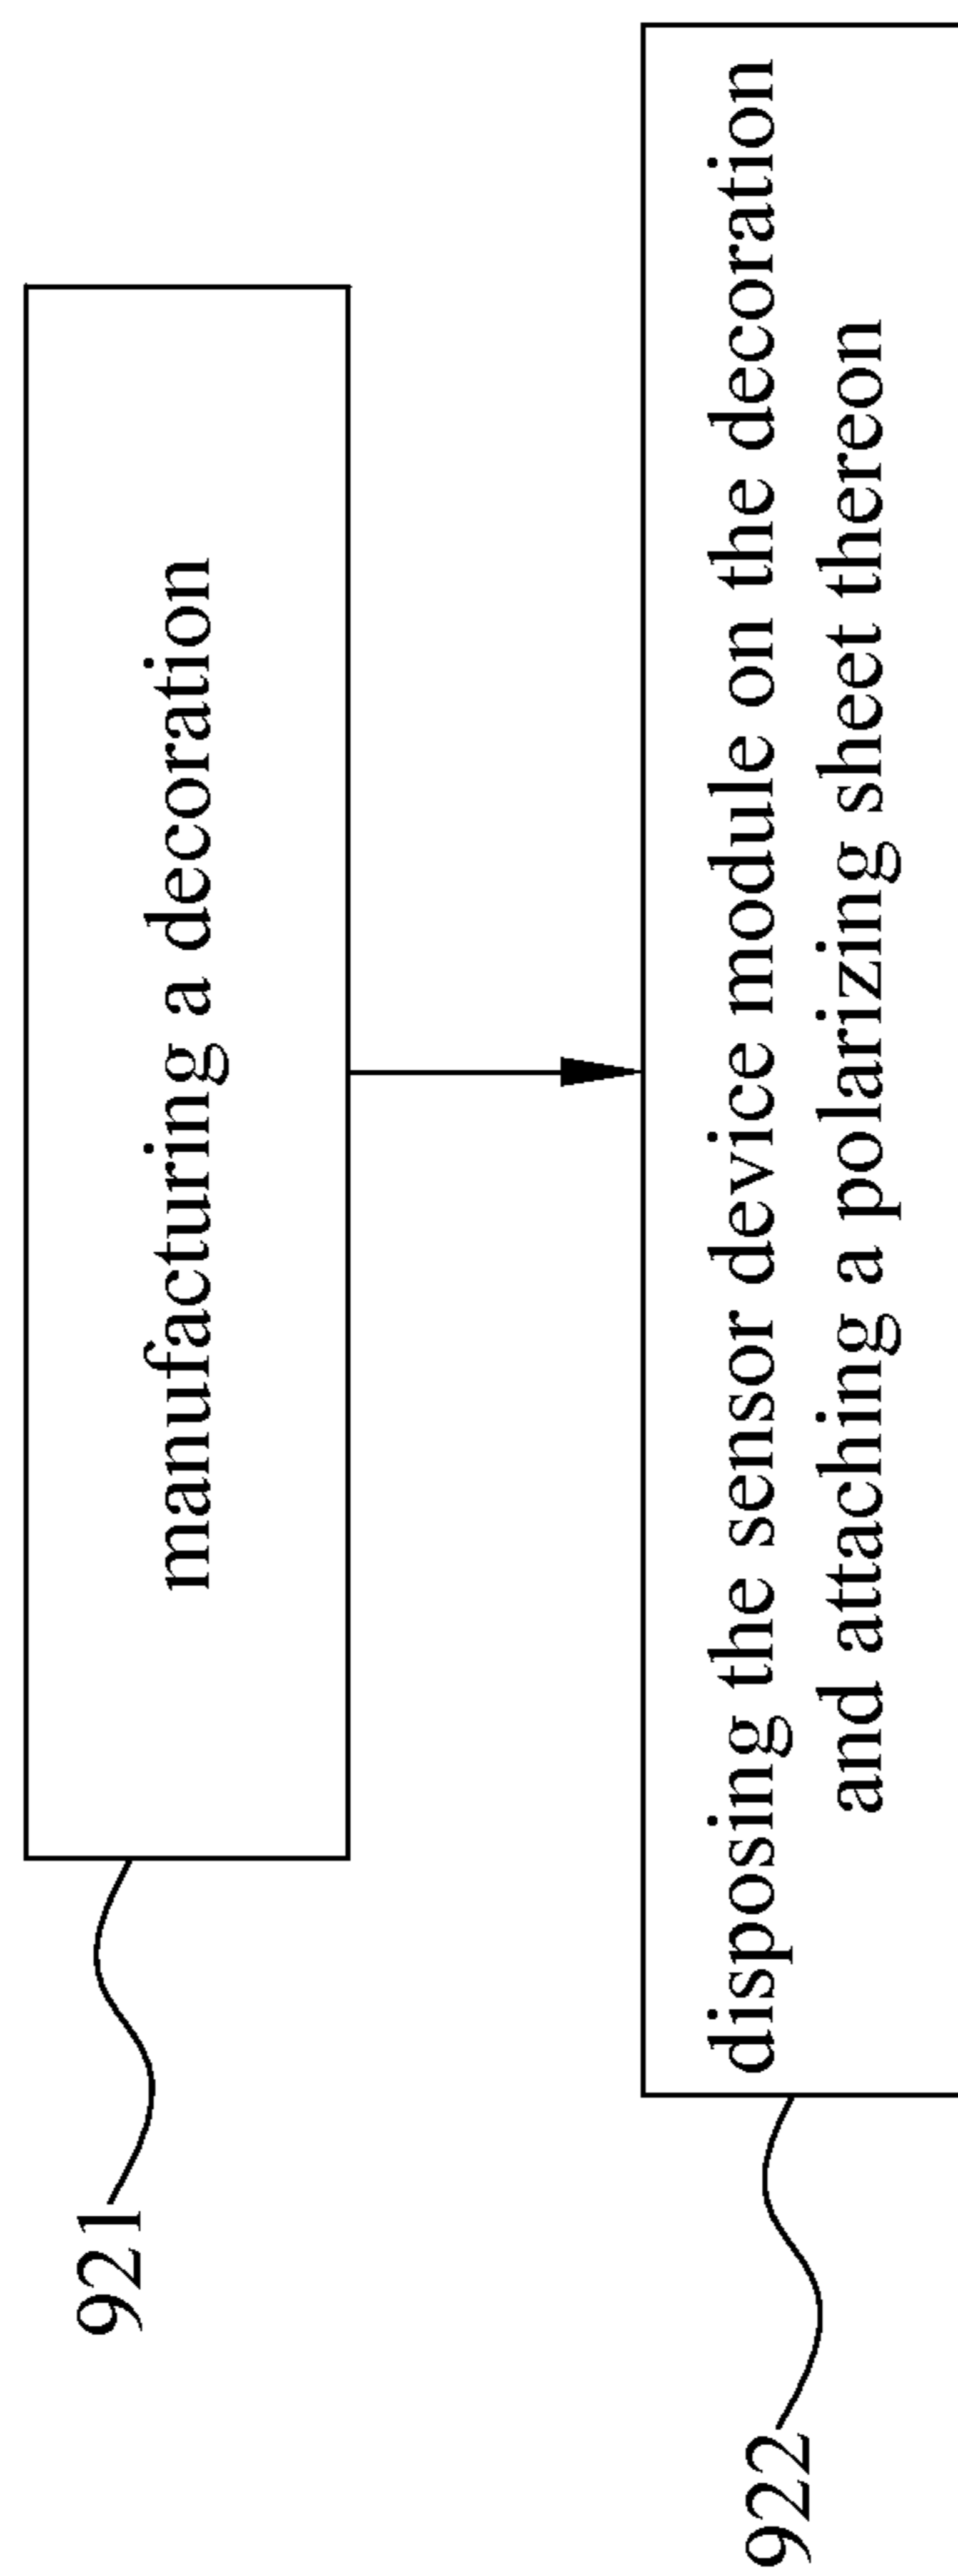 921
manufacturing a decoration
922
disposing the sensor device module on the decoration
and attaching a polarizing sheet thereon